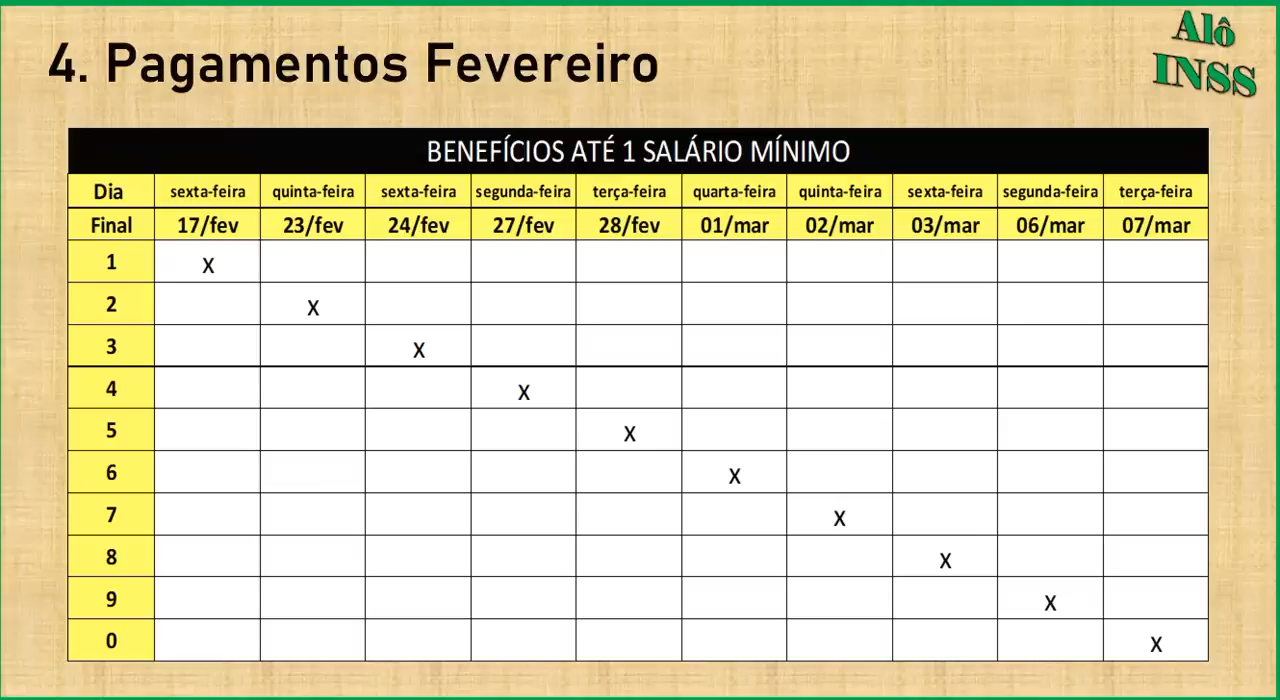 4. Pagamentos Fevereiro
Alô
INSS
BENEFÍCIOS ATÉ 1 SALÁRIO MÍNIMO
Dia sexta-feira quinta-feira sexta-feira segunda-feira terça-feira quarta-feira quinta-feira sexta-feira segunda-feira terça-feira
Final 17/fev 23/fev 24/fev 27/fev 28/fev 01/mar 02/mar 03/mar 06/mar 07/mar
1 X
2 X
3 X
4 X
5 X
6 X
7 X
8 X
9 X
0 X